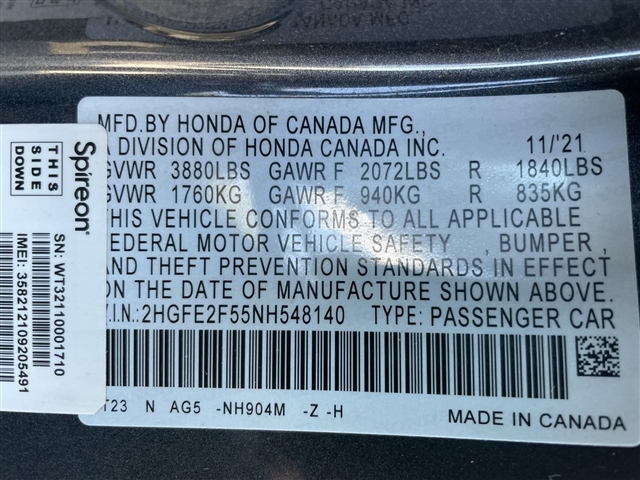 MFD.BY HONDA OF CANADA MFG.,
A DIVISION OF HONDA CANADA INC. 11/'21
GVWR 3880LBS GAWR F 2072LBS R 1840LBS
GVWR 1760KG GAWR F 940KG R 835KG
THIS VEHICLE CONFORMS TO ALL APPLICABLE
FEDERAL MOTOR VEHICLE SAFETY , BUMPER ,
AND THEFT PREVENTION STANDARDS IN EFFECT
ON THE DATE OF MANUFACTURE SHOWN ABOVE.
V.I.N.:2HGFE2F55NH548140 TYPE: PASSENGER CAR
T23 N AG5 -NH904M -Z -H
MADE IN CANADA
THIS
SIDE
DOWN
Spireon
SN: WT32110001710
IMEI: 358212109205491